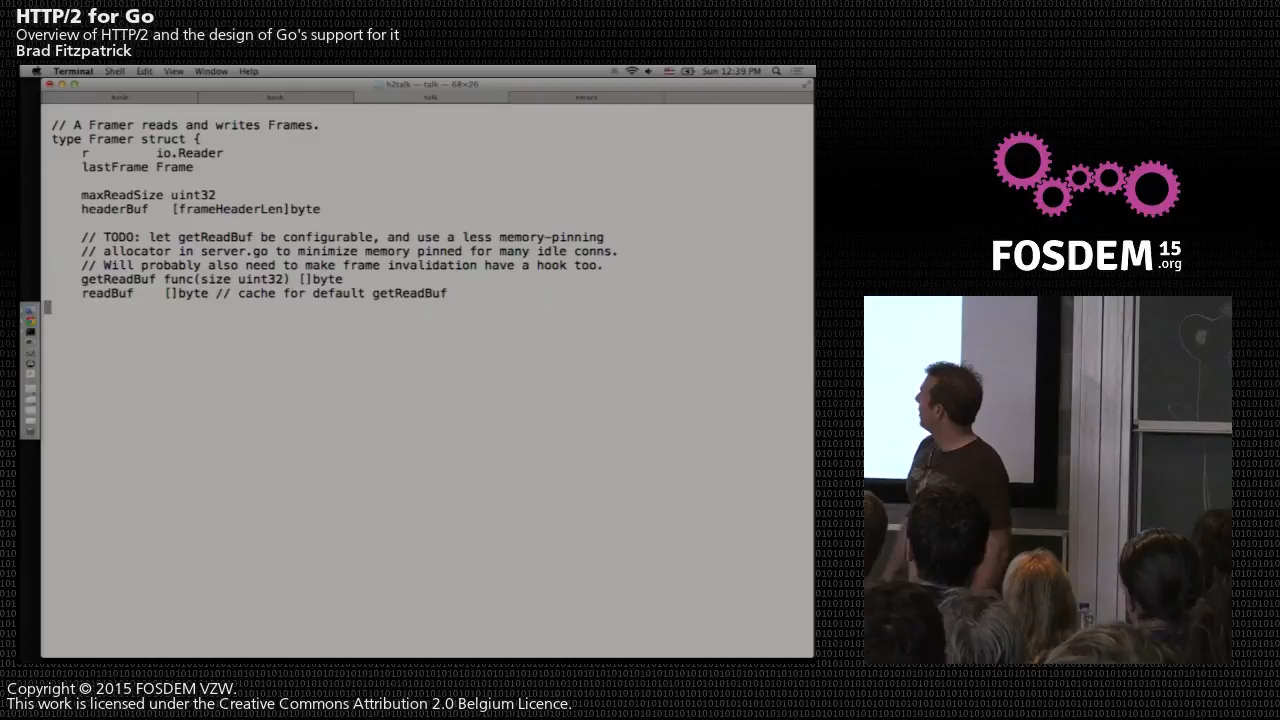 HTTP/2 for Go
Overview of HTTP/2 and the design of Go's support for it
Brad Fitzpatrick
Terminal Shell Edit View Window Help
Sun 12:39 PM
h2talk — talk — 68×26
bash
bash
talk
// A Framer reads and writes Frames.
type Framer struct {
r io.Reader
lastFrame Frame
maxReadSize uint32
headerBuf [frameHeaderLen]byte
// TODO: let getReadBuf be configurable, and use a less memory-pinning
// allocator in server.go to minimize memory pinned for many idle conns.
// Will probably also need to make frame invalidation have a hook too.
getReadBuf func(size uint32) []byte
readBuf []byte // cache for default getReadBuf
FOSDEM 15
.org
Copyright © 2015 FOSDEM VZW.
This work is licensed under the Creative Commons Attribution 2.0 Belgium Licence.